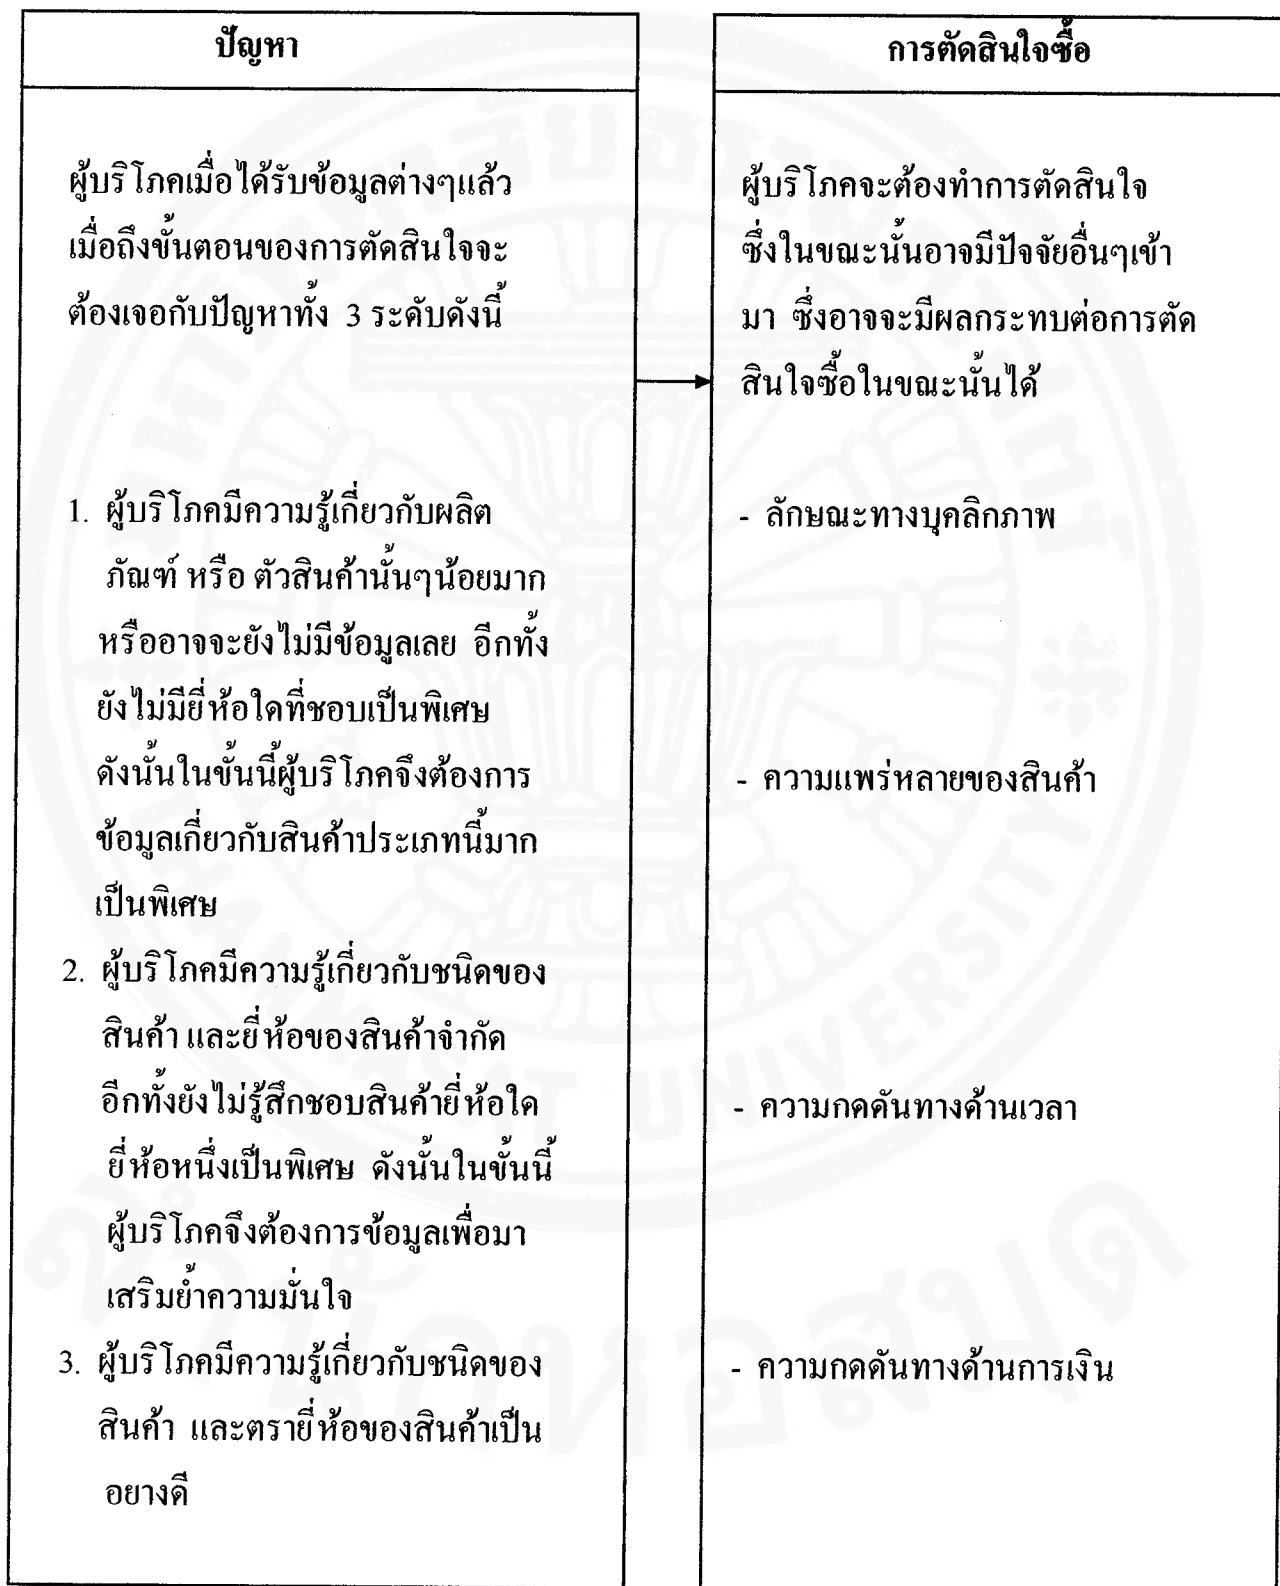 ปัญหา
ผู้บริโภคเมื่อได้รับข้อมูลต่างๆแล้ว
เมื่อถึงขั้นตอนของการตัดสินใจจะ
ต้องเจอกับปัญหาทั้ง 3 ระดับดังนี้
1. ผู้บริโภคมีความรู้เกี่ยวกับผลิต
ภัณฑ์ หรือ ตัวสินค้านั้นๆน้อยมาก
หรืออาจจะยังไม่มีข้อมูลเลย อีกทั้ง
ยังไม่มียี่ห้อใดที่ชอบเป็นพิเศษ
ดังนั้นในขั้นนี้ผู้บริโภคจึงต้องการ
ข้อมูลเกี่ยวกับสินค้าประเภทนี้มาก
เป็นพิเศษ
2. ผู้บริโภคมีความรู้เกี่ยวกับชนิดของ
สินค้า และยี่ห้อของสินค้าจำกัด
อีกทั้งยังไม่รู้สึกชอบสินค้ายี่ห้อใด
ยี่ห้อหนึ่งเป็นพิเศษ ดังนั้นในขั้นนี้
ผู้บริโภคจึงต้องการข้อมูลเพื่อมา
เสริมย้ำความมั่นใจ
3. ผู้บริโภคมีความรู้เกี่ยวกับชนิดของ
สินค้า และตรายี่ห้อของสินค้าเป็น
อย่างดี
การตัดสินใจซื้อ
ผู้บริโภคจะต้องทำการตัดสินใจ
ซึ่งในขณะนั้นอาจมีปัจจัยอื่นๆเข้า
มา ซึ่งอาจจะมีผลกระทบต่อการตัด
สินใจซื้อในขณะนั้นได้
- ลักษณะทางบุคลิกภาพ
- ความแพร่หลายของสินค้า
- ความกดดันทางด้านเวลา
- ความกดดันทางด้านการเงิน
มหาวิทยาลัยธรรมศาสตร์
THAMMASAT UNIVERSITY
สำนักหอสมุด